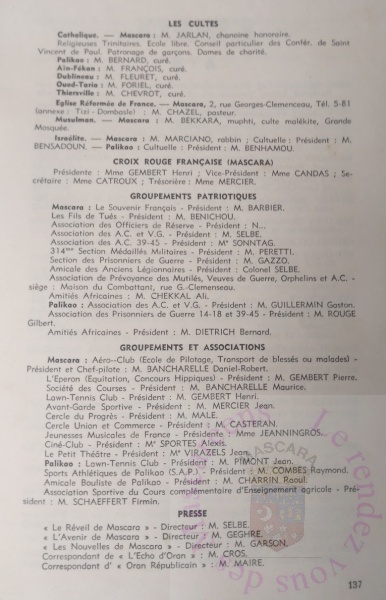 LES CULTES
Catholique. — Mascara : M. JARLAN, chanoine honoraire.
Religieuses Trinitaires. Ecole libre. Conseil particulier des Confér. de Saint
Vincent de Paul. Patronage de garçons. Dames de charité.
Palikao : M. BERNARD, curé.
Aïn-Fékan : M. FRANÇOIS, curé.
Dublineau : M. FLEURET, curé.
Oued-Taria : M. FORIEL, curé.
Thiersville : M. CHEVROT, curé.
Eglise Réformée de France. — Mascara, 2, rue Georges-Clemenceau, Tél. 5-81
(annexe : Tizi - Dombasle) : M. CHAZEL, pasteur.
Musulman. — Mascara : M. BEKKARA, muphti, culte malékite, Grande
Mosquée.
Israélite. — Mascara : M. MARCIANO, rabbin ; Cultuelle : Président : M.
BENSADOUN. — Palikao : Cultuelle : Président : M. BENHAMOU.
CROIX ROUGE FRANÇAISE (MASCARA)
Présidente : Mme GEMBERT Henri ; Vice-Président : Mme CANDAS ; Se-
crétaire : Mme CATROUX ; Trésorière : Mme MERCIER.
GROUPEMENTS PATRIOTIQUES
Mascara : Le Souvenir Français - Président : M. BARBIER.
Les Fils de Tués - Président : M. BENICHOU.
Association des Officiers de Réserve - Président : N...
Association des A.C. et V.G. - Président : M. SELBE.
Association des A.C. 39-45 - Président : Me SONNTAG.
314me Section Médaillés Militaires - Président : M. PERETTI.
Section des Prisonniers de Guerre - Président : M. GAZZO.
Amicale des Anciens Légionnaires - Président : Colonel SELBE.
Association de Prévoyance des Mutilés, Veuves de Guerre, Orphelins et A.C. -
siège : Maison du Combattant, rue G.-Clemenseau.
Amitiés Africaines : M. CHEKKAL Ali.
Palikao : Association des A.C. et V.G. - Président : M. GUILLERMIN Gaston.
Association des Prisonniers de Guerre 14-18 et 39-45 - Président : M. ROUGE
Gilbert.
Amitiés Africaines - Président : M. DIETRICH Bernard.
GROUPEMENTS ET ASSOCIATIONS
Mascara : Aéro-Club (Ecole de Pilotage, Transport de blessés ou malades) -
Président et Chef-pilote : M. BANCHARELLE Daniel-Robert.
L'Eperon (Equitation, Concours Hippiques) - Président : M. GEMBERT Pierre.
Société des Courses - Président : M. BANCHARELLE Maurice.
Lawn-Tennis Club - Président : M. GEMBERT Henri.
Avant-Garde Sportive - Président : M. MERCIER Jean.
Cercle du Progrès - Président : M. MALE.
Cercle Union et Commerce - Président : M. CASTERAN.
Jeunesses Musicales de France - Présidente : Mme JEANNINGROS..
Ciné-Club - Président : Me SPORTES Alexis.
Le Petit Théâtre - Président : Me VIRAZELS Jean.
Palikao : Lawn-Tennis Club - Président : M. PIMONT Jean.
Sports Athlétiques de Palikao (S.A.P.) - Président : M. COMBES Raymond.
Amicale Bouliste de Palikao - Président : M. CHARRIN Raoul.
Association Sportive du Cours complémentaire d'Enseignement agricole - Pré-
sident : M. SCHAEFFERT Firmin.
PRESSE
« Le Réveil de Mascara » - Directeur : M. SELBE.
« L'Avenir de Mascara » - Directeur : M. GEGHRE.
« Les Nouvelles de Mascara » - Directeur : M. GARSON.
Correspondant de « L'Echo d'Oran » : M. CROS.
Correspondant d' « Oran Républicain » : M. MAIRE.
137
MASCARA